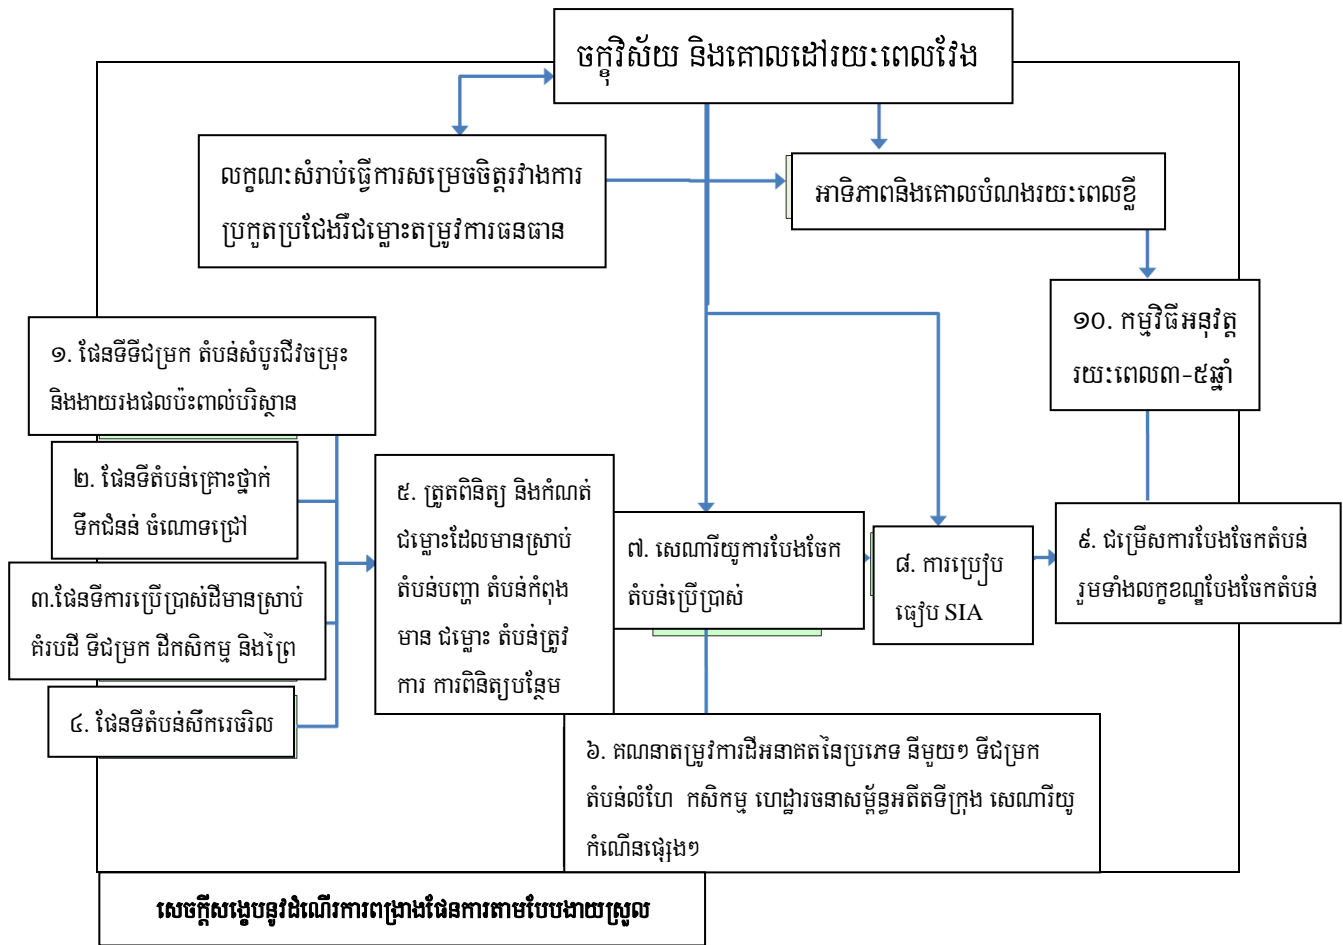 ចក្ខុវិស័យ និងគោលដៅរយៈពេលវែង
លក្ខណៈសំរាប់ធ្វើការសម្រេចចិត្តរវាងការ
ប្រកួតប្រជែងរឺជម្លោះតម្រូវការធនធាន
អាទិភាពនិងគោលបំណងរយៈពេលខ្លី
១០. កម្មវិធីអនុវត្ត
រយៈពេល៣-៥ឆ្នាំ
១. ផែនទីទីជម្រក តំបន់សំបូរជីវចម្រុះ
និងងាយរងផលប៉ះពាល់បរិស្ថាន
២. ផែនទីតំបន់គ្រោះថ្នាក់
ទឹកជំនន់ ចំណោទជ្រៅ
៣.ផែនទីការប្រើប្រាស់ដីមានស្រាប់
គំរបដី ទីជម្រក ដីកសិកម្ម និងព្រៃ
៤. ផែនទីតំបន់សឹករេចរិល
៥. ត្រួតពិនិត្យ និងកំណត់
ជម្លោះដែលមានស្រាប់
តំបន់បញ្ហា តំបន់កំពុង
មាន ជម្លោះ តំបន់ត្រូវ
ការ ការពិនិត្យបន្ថែម
៧. សេណារីយូការបែងចែក
តំបន់ប្រើប្រាស់
៨. ការប្រៀប
ធៀប SIA
៩. ជម្រើសការបែងចែកតំបន់
រួមទាំងលក្ខខណ្ឌបែងចែកតំបន់
៦. គណនាតម្រូវការដីអនាគតនៃប្រភេទ នីមួយៗ ទីជម្រក
តំបន់លំហែ កសិកម្ម ហេដ្ឋារចនាសម្ព័ន្ធអតីតទីក្រុង សេណារីយូ
កំណើនផ្សេងៗ
សេចក្តីសង្ខេបនូវដំណើរការពង្រាងផែនការតាមបែបងាយស្រួល